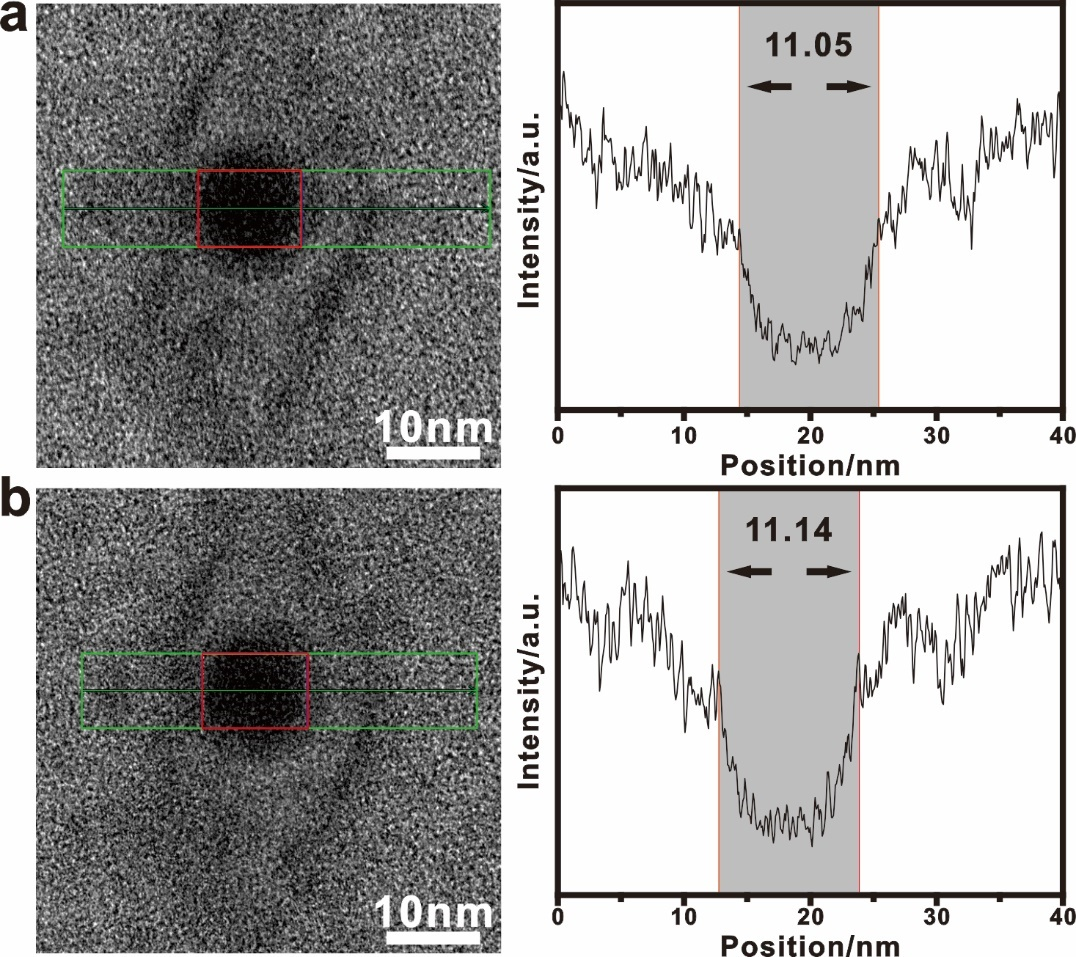 a
10nm
11.05
Intensity/a.u.
0 10 20 30 40
Position/nm
b
10nm
11.14
Intensity/a.u.
0 10 20 30 40
Position/nm